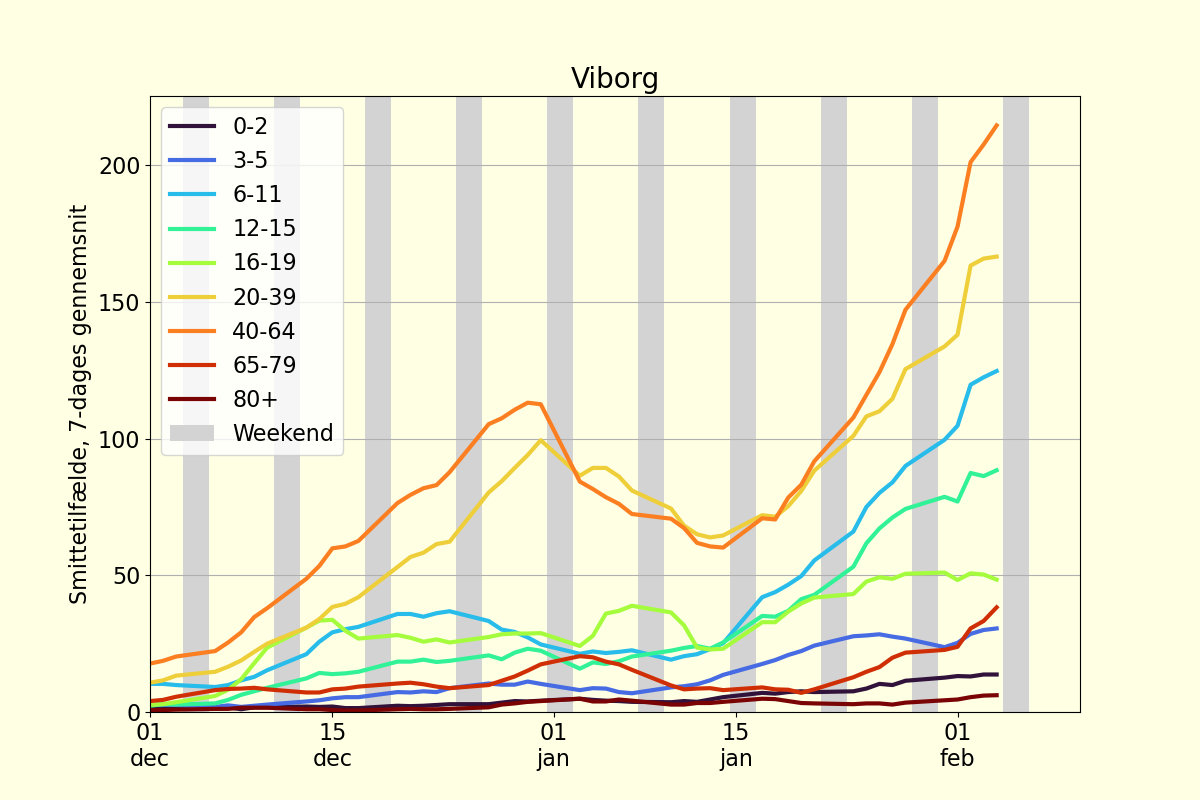 Viborg
Smittetilfælde, 7-dages gennemsnit
200
150
100
50
0
0-2
3-5
6-11
12-15
16-19
20-39
40-64
65-79
80+
Weekend
01
dec
15
dec
01
jan
15
jan
01
feb